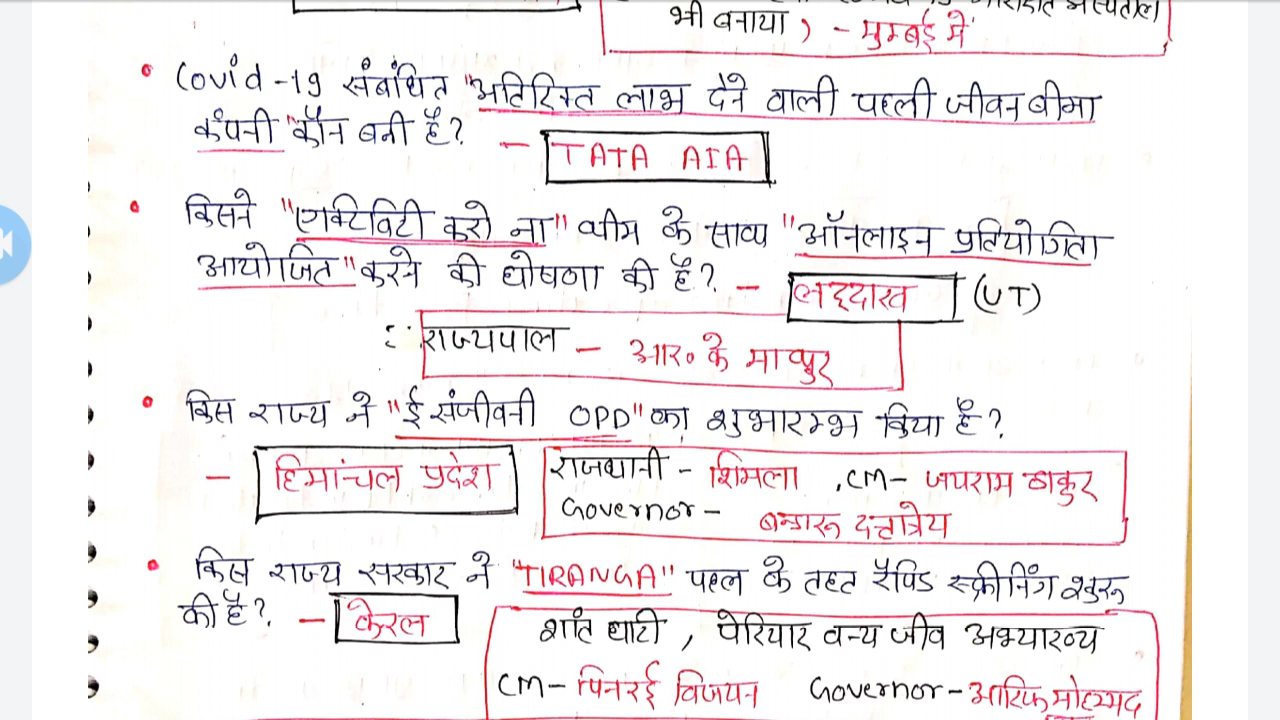 भी बनाया) - मुम्बई में
• Covid-19 संबंधित "अतिरिक्त लाभ देने वाली पहली जीवन बीमा
कंपनी" कौन बनी है? - TATA AIA
• किसने "एक्टिविटी करो ना" थीम के साथ "ऑनलाइन प्रतियोगिता
आयोजित" करने की घोषणा की है? - लद्दाख (UT)
राज्यपाल - आर० के माथुर
• किस राज्य ने "ई संजीवनी OPD" का शुभारम्भ किया है?
- हिमांचल प्रदेश
राजधानी - शिमला , CM- जयराम ठाकुर
Governor - बन्डारू दत्तात्रेय
• किस राज्य सरकार ने "TIRANGA" पहल के तहत रैपिड स्क्रीनिंग शुरू
की है? - केरल
शांत घाटी , पेरियार वन्य जीव अभ्यारण्य
CM- पिनरई विजयन Governor - आरिफ मोहम्मद